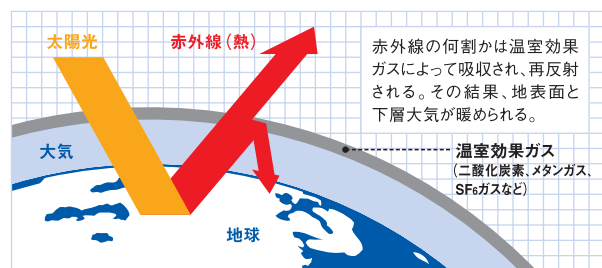 太陽光
赤外線（熱）
赤外線の何割かは温室効果
ガスによって吸収され、再反射
される。その結果、地表面と
下層大気が暖められる。
大気
温室効果ガス
（二酸化炭素、メタンガス、
SF₆ガスなど）
地球